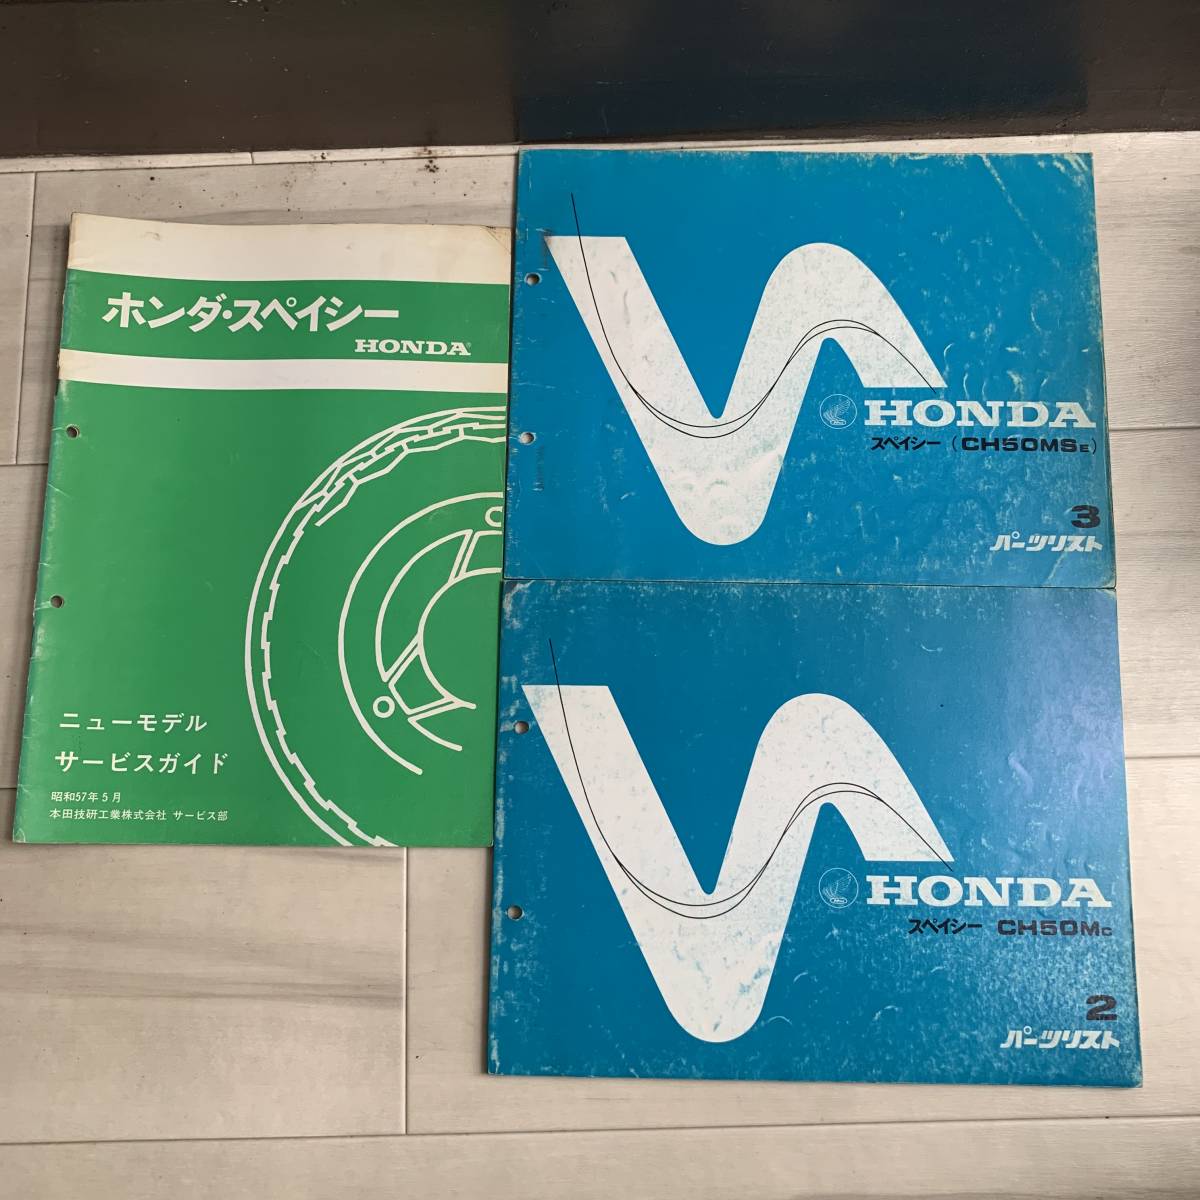 ホンダ・スペイシー
HONDA
ニューモデル
サービスガイド
昭和57年5月
本田技研工業株式会社 サービス部
HONDA
スペイシー (CH50MSE)
3
パーツリスト
HONDA
スペイシー CH50MC
2
パーツリスト